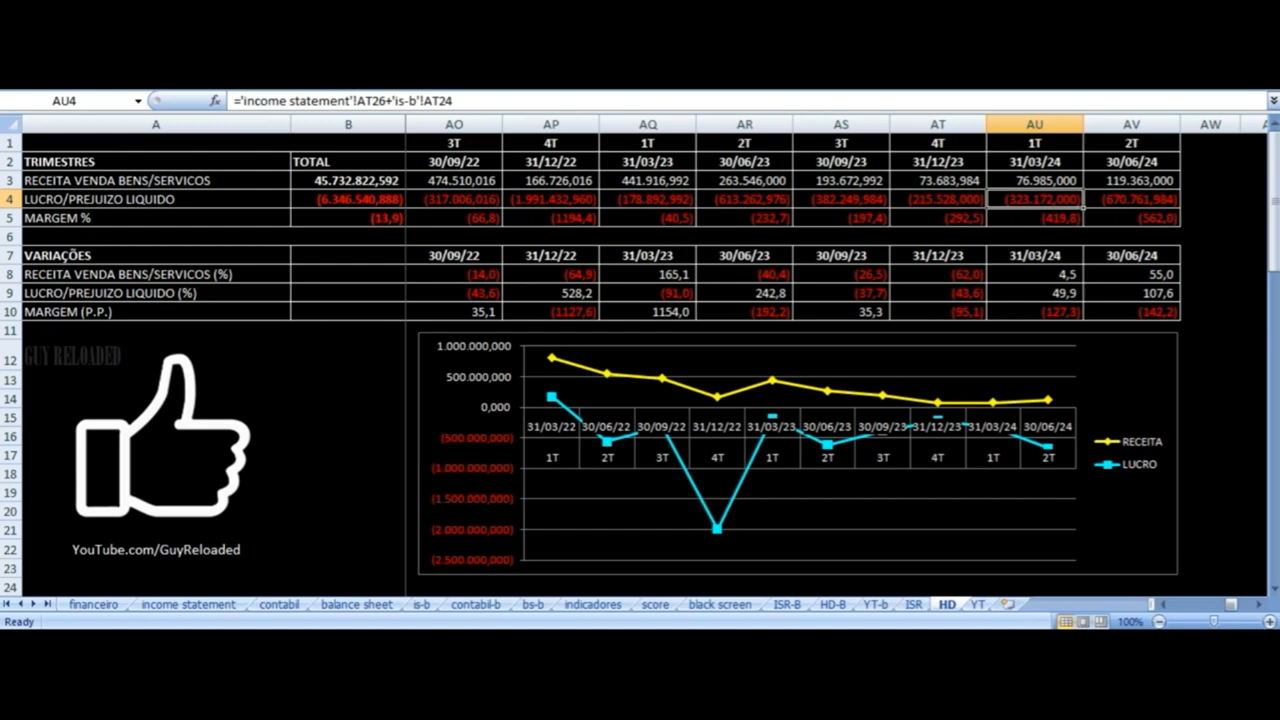 AU4 fx ='income statement'!AT26+'is-b'!AT24
A B AO AP AQ AR AS AT AU AV AW
1 3T 4T 1T 2T 3T 4T 1T 2T
2 TRIMESTRES TOTAL 30/09/22 31/12/22 31/03/23 30/06/23 30/09/23 31/12/23 31/03/24 30/06/24
3 RECEITA VENDA BENS/SERVICOS 45.732.822,592 474.510,016 166.726,016 441.916,992 263.546,000 193.672,992 73.683,984 76.985,000 119.363,000
4 LUCRO/PREJUIZO LIQUIDO (6.346.540,888) (317.006,016) (1.991.432,960) (178.892,992) (613.262,976) (382.249,984) (215.528,000) (323.172,000) (670.761,984)
5 MARGEM % (13,9) (66,8) (1194,4) (40,5) (232,7) (197,4) (292,5) (419,8) (562,0)
6
7 VARIAÇÕES 30/09/22 31/12/22 31/03/23 30/06/23 30/09/23 31/12/23 31/03/24 30/06/24
8 RECEITA VENDA BENS/SERVICOS (%) (14,0) (64,9) 165,1 (40,4) (26,5) (62,0) 4,5 55,0
9 LUCRO/PREJUIZO LIQUIDO (%) (43,6) 528,2 (91,0) 242,8 (37,7) (43,6) 49,9 107,6
10 MARGEM (P.P.) 35,1 (1127,6) 1154,0 (192,2) 35,3 (95,1) (127,3) (142,2)
11
12 GUY RELOADED
13
14
15
16
17
18
19
20
21
22 YouTube.com/GuyReloaded
23
24
1.000.000,000
500.000,000
0,000
(500.000,000)
(1.000.000,000)
(1.500.000,000)
(2.000.000,000)
(2.500.000,000)
31/03/22 30/06/22 30/09/22 31/12/22 31/03/23 30/06/23 30/09/23 31/12/23 31/03/24 30/06/24
1T 2T 3T 4T 1T 2T 3T 4T 1T 2T
RECEITA
LUCRO
financeiro income statement contabil balance sheet is-b contabil-b bs-b indicadores score black screen ISR-B HD-B YT-b ISR HD YT
Ready 100%